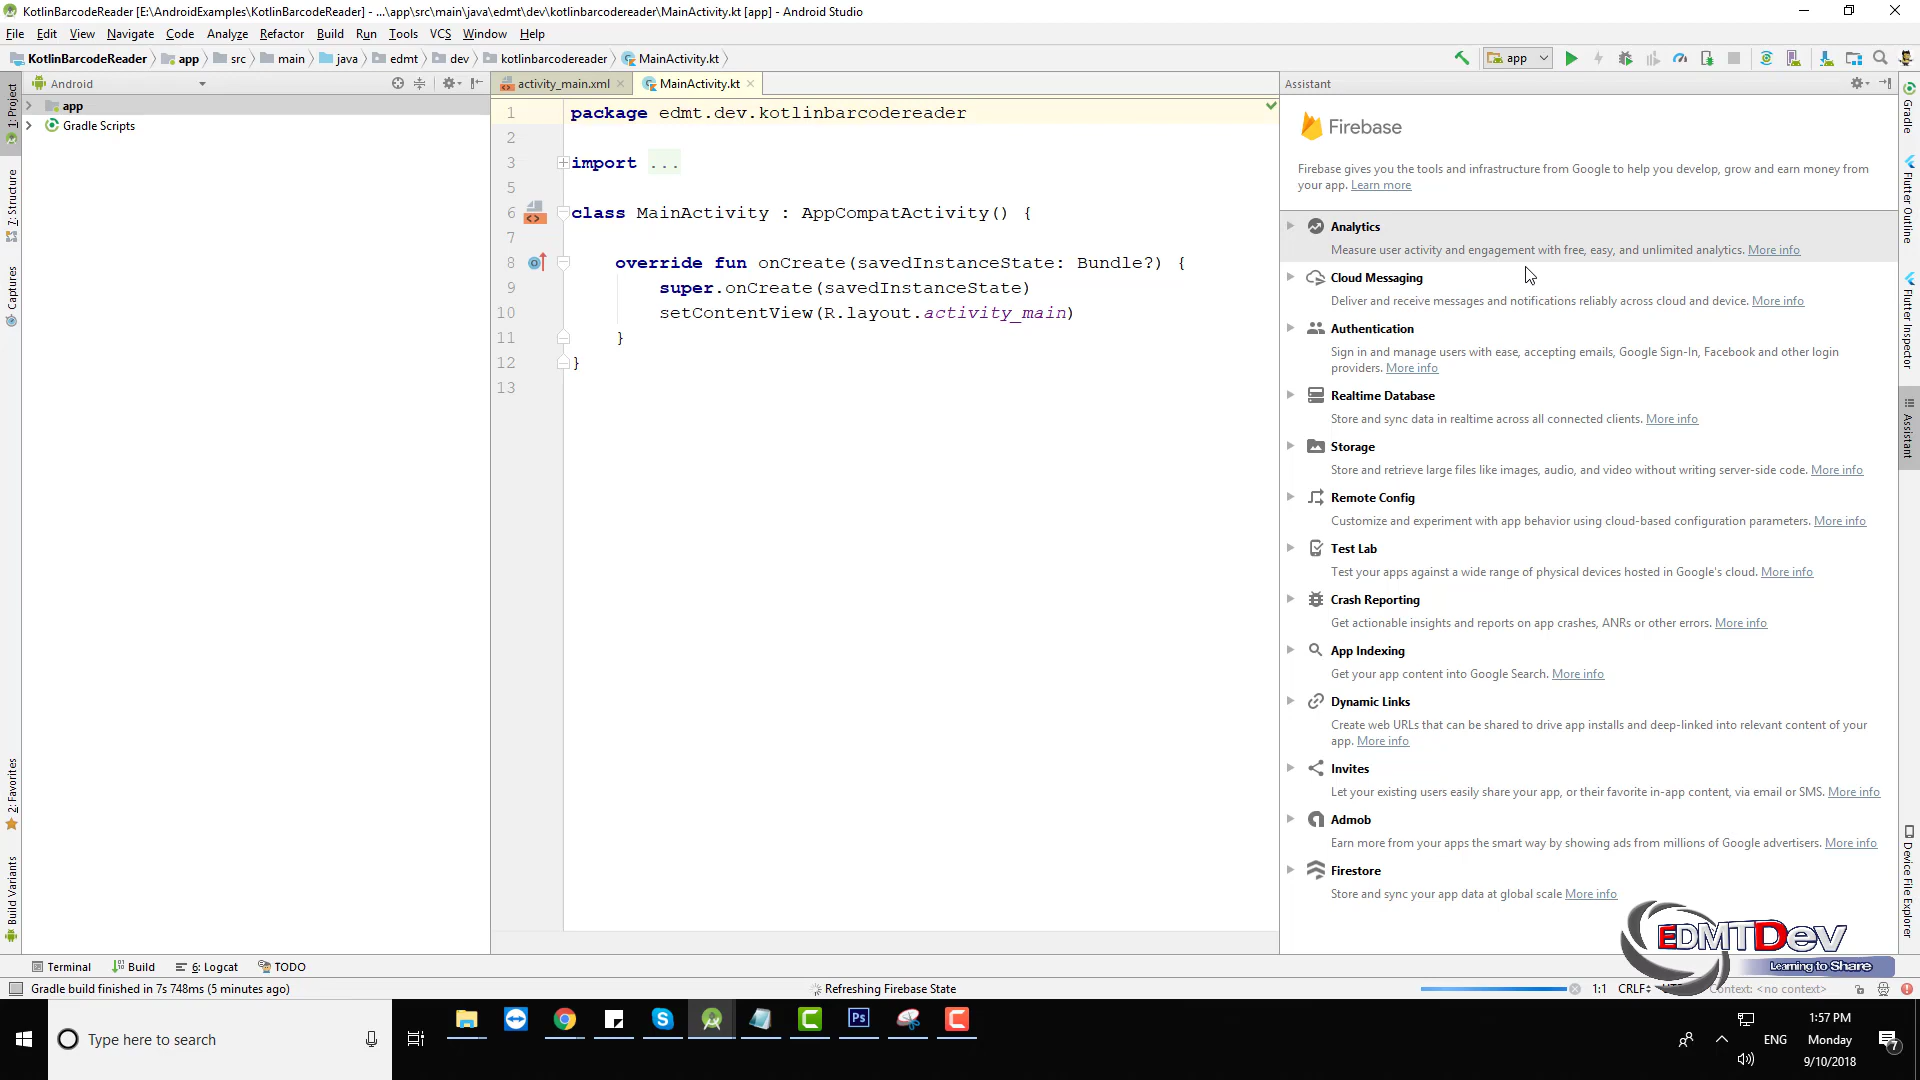 KotlinBarcodeReader [E:\AndroidExamples\KotlinBarcodeReader] - ...\app\src\main\java\edmt\dev\kotlinbarcodereader\MainActivity.kt [app] - Android Studio
File Edit View Navigate Code Analyze Refactor Build Run Tools VCS Window Help
KotlinBarcodeReader app src main java edmt dev kotlinbarcodereader MainActivity.kt app
Android activity_main.xml MainActivity.kt Assistant
1: Project
7: Structure
Captures
2: Favorites
Build Variants
app
Gradle Scripts
1 package edmt.dev.kotlinbarcodereader
2
3 import ...
5
6 class MainActivity : AppCompatActivity() {
7
8 override fun onCreate(savedInstanceState: Bundle?) {
9 super.onCreate(savedInstanceState)
10 setContentView(R.layout.activity_main)
11 }
12 }
13
Firebase
Firebase gives you the tools and infrastructure from Google to help you develop, grow and earn money from
your app. Learn more
Analytics
Measure user activity and engagement with free, easy, and unlimited analytics. More info
Cloud Messaging
Deliver and receive messages and notifications reliably across cloud and device. More info
Authentication
Sign in and manage users with ease, accepting emails, Google Sign-In, Facebook and other login
providers. More info
Realtime Database
Store and sync data in realtime across all connected clients. More info
Storage
Store and retrieve large files like images, audio, and video without writing server-side code. More info
Remote Config
Customize and experiment with app behavior using cloud-based configuration parameters. More info
Test Lab
Test your apps against a wide range of physical devices hosted in Google's cloud. More info
Crash Reporting
Get actionable insights and reports on app crashes, ANRs or other errors. More info
App Indexing
Get your app content into Google Search. More info
Dynamic Links
Create web URLs that can be shared to drive app installs and deep-linked into relevant content of your
app. More info
Invites
Let your existing users easily share your app, or their favorite in-app content, via email or SMS. More info
Admob
Earn more from your apps the smart way by showing ads from millions of Google advertisers. More info
Firestore
Store and sync your app data at global scale More info
Gradle
Flutter Outline
Flutter Inspector
Assistant
Device File Explorer
EDMTDev
Learning to Share
Terminal Build 6: Logcat TODO
Gradle build finished in 7s 748ms (5 minutes ago) Refreshing Firebase State 1:1 CRLF Context: <no context>
Type here to search
Ps
ENG
1:57 PM
Monday
9/10/2018
7